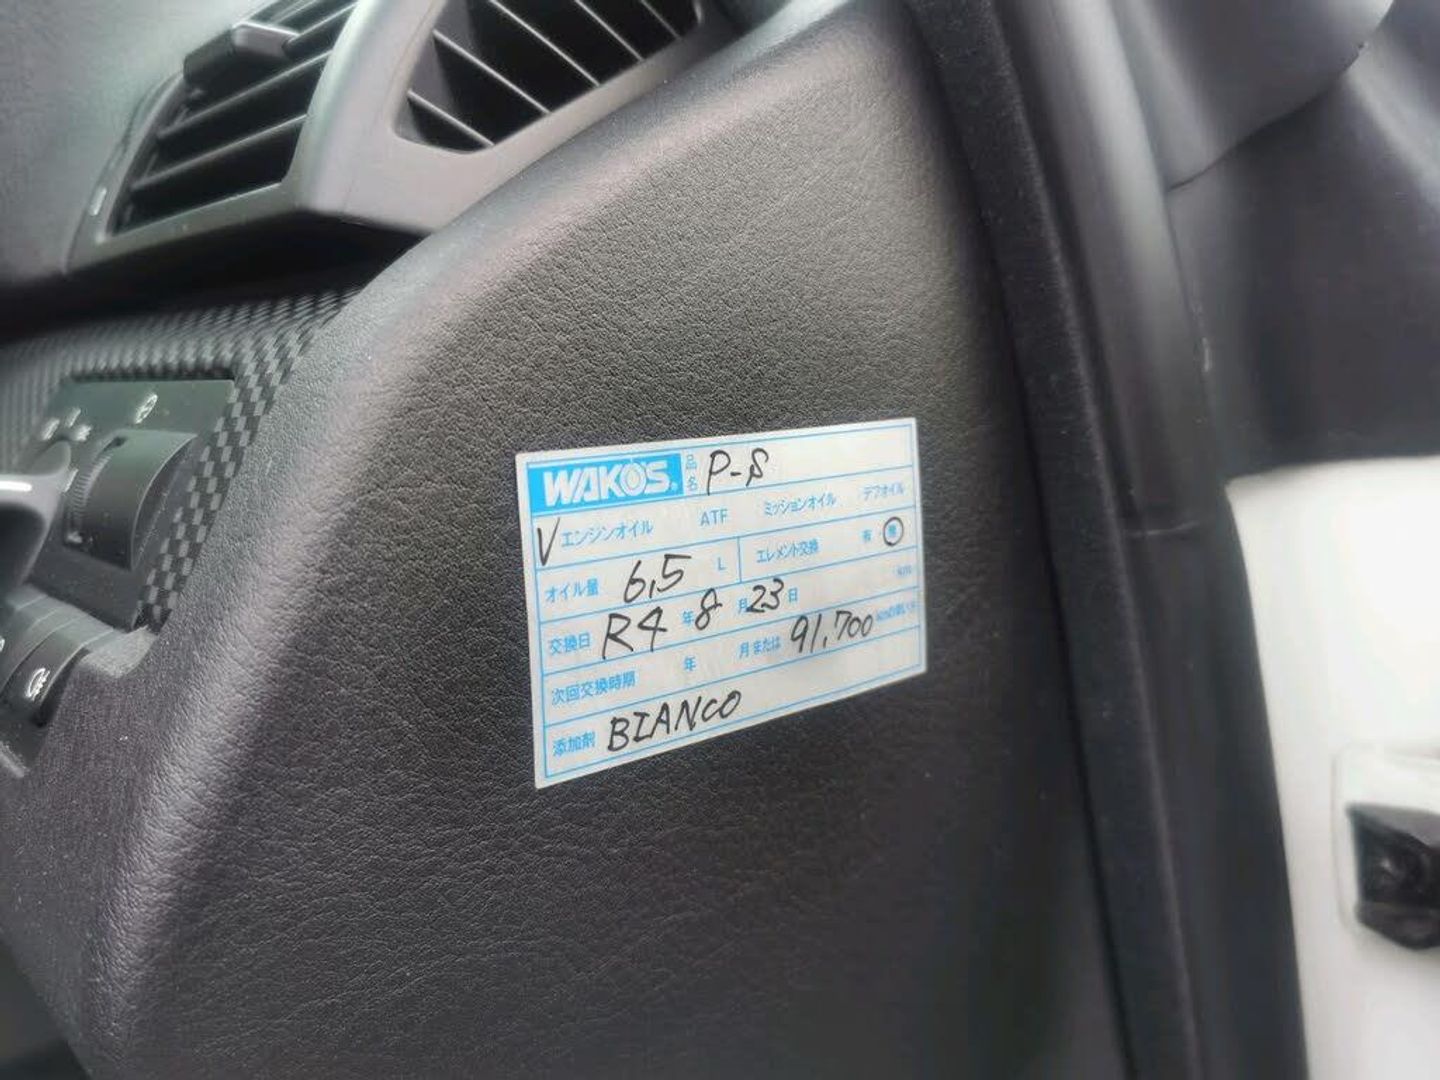 WAKO'S® 品名 P-S
V エンジンオイル ATF ミッションオイル デフオイル
オイル量 6,5 L エレメント交換 有・無
交換日 R4 年 8 月 23 日 km
次回交換時期 年 月または 91,700
添加剤 BIANCO